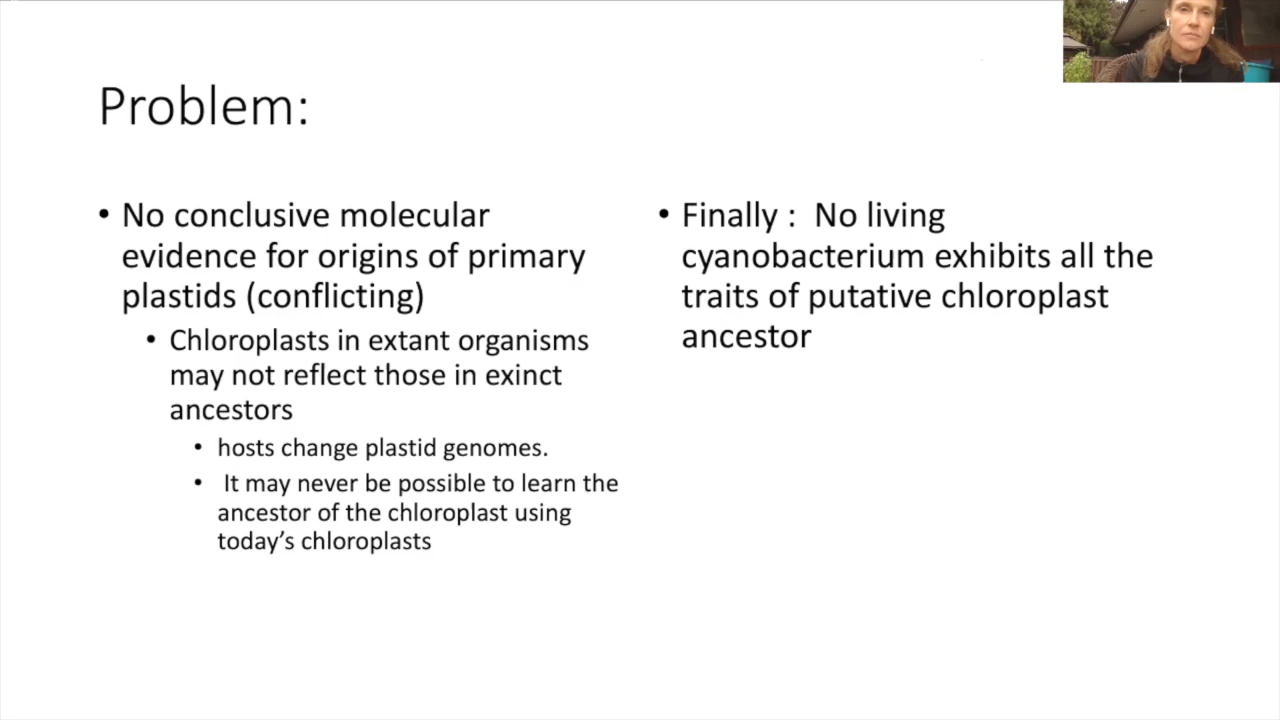 Problem:
• No conclusive molecular
evidence for origins of primary
plastids (conflicting)
• Chloroplasts in extant organisms
may not reflect those in exinct
ancestors
• hosts change plastid genomes.
• It may never be possible to learn the
ancestor of the chloroplast using
today’s chloroplasts
• Finally : No living
cyanobacterium exhibits all the
traits of putative chloroplast
ancestor